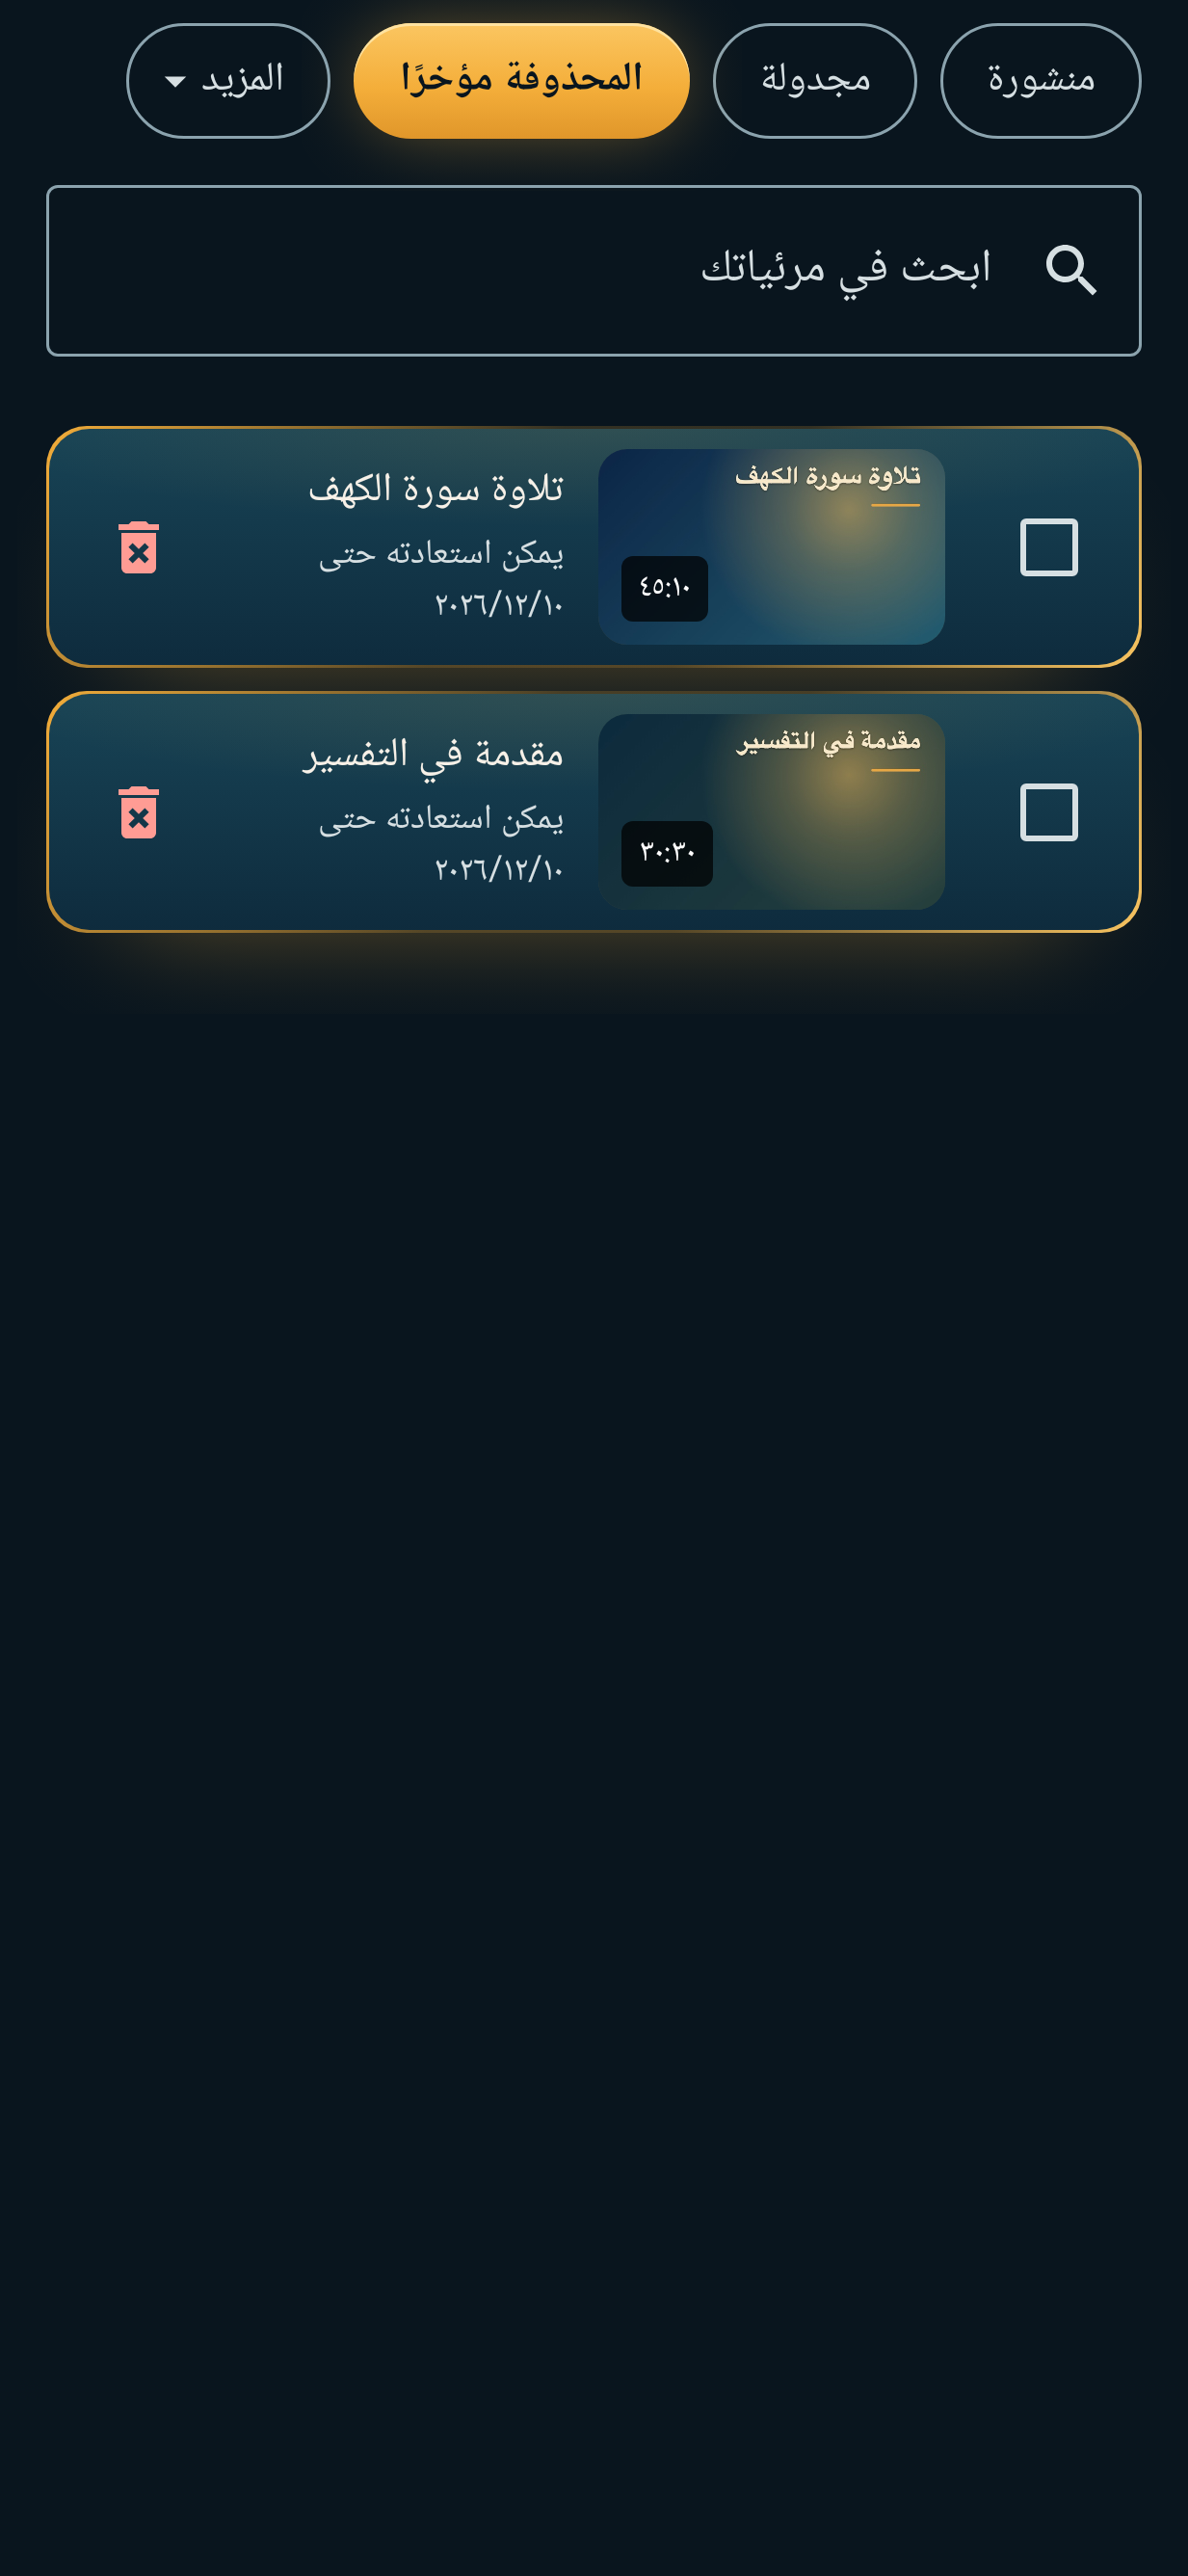 منشورة
مجدولة
المحذوفة مؤخرًا
المزيد
ابحث في مرئياتك
تلاوة سورة الكهف
٤٥:١٠
تلاوة سورة الكهف
يمكن استعادته حتى
٢٠٢٦/١٢/١٠
مقدمة في التفسير
٣٠:٣٠
مقدمة في التفسير
يمكن استعادته حتى
٢٠٢٦/١٢/١٠